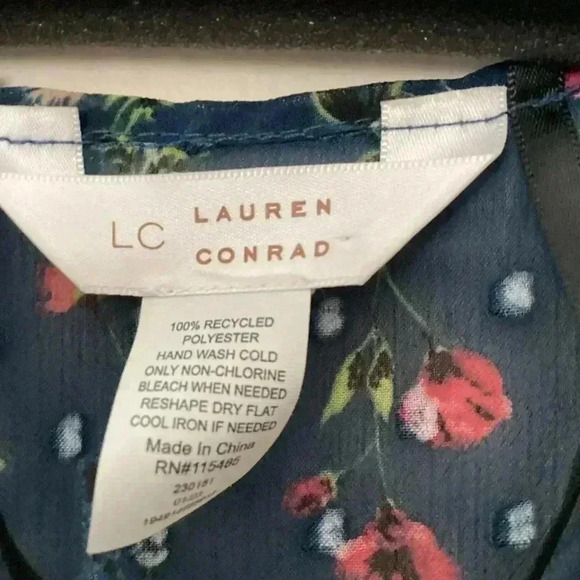 LC LAUREN CONRAD
100% RECYCLED
POLYESTER
HAND WASH COLD
ONLY NON-CHLORINE
BLEACH WHEN NEEDED
RESHAPE DRY FLAT
COOL IRON IF NEEDED
Made In China
RN#115485
230181